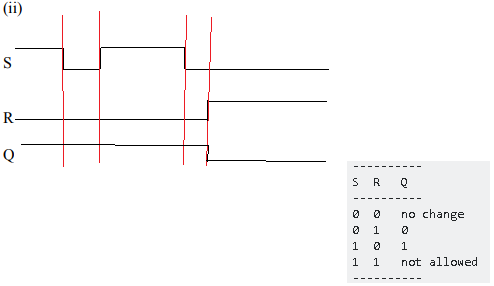 (ii)
S
R
Q
----------
S R Q
----------
0 0 no change
0 1 0
1 0 1
1 1 not allowed
----------